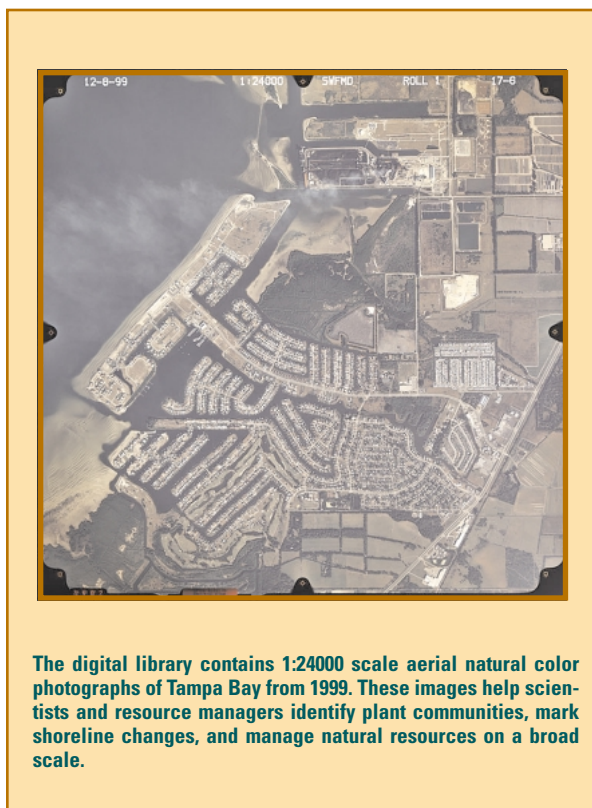 12-8-99 1:24000 SWFMD ROLL 1 17-6
The digital library contains 1:24000 scale aerial natural color
photographs of Tampa Bay from 1999. These images help scien-
tists and resource managers identify plant communities, mark
shoreline changes, and manage natural resources on a broad
scale.